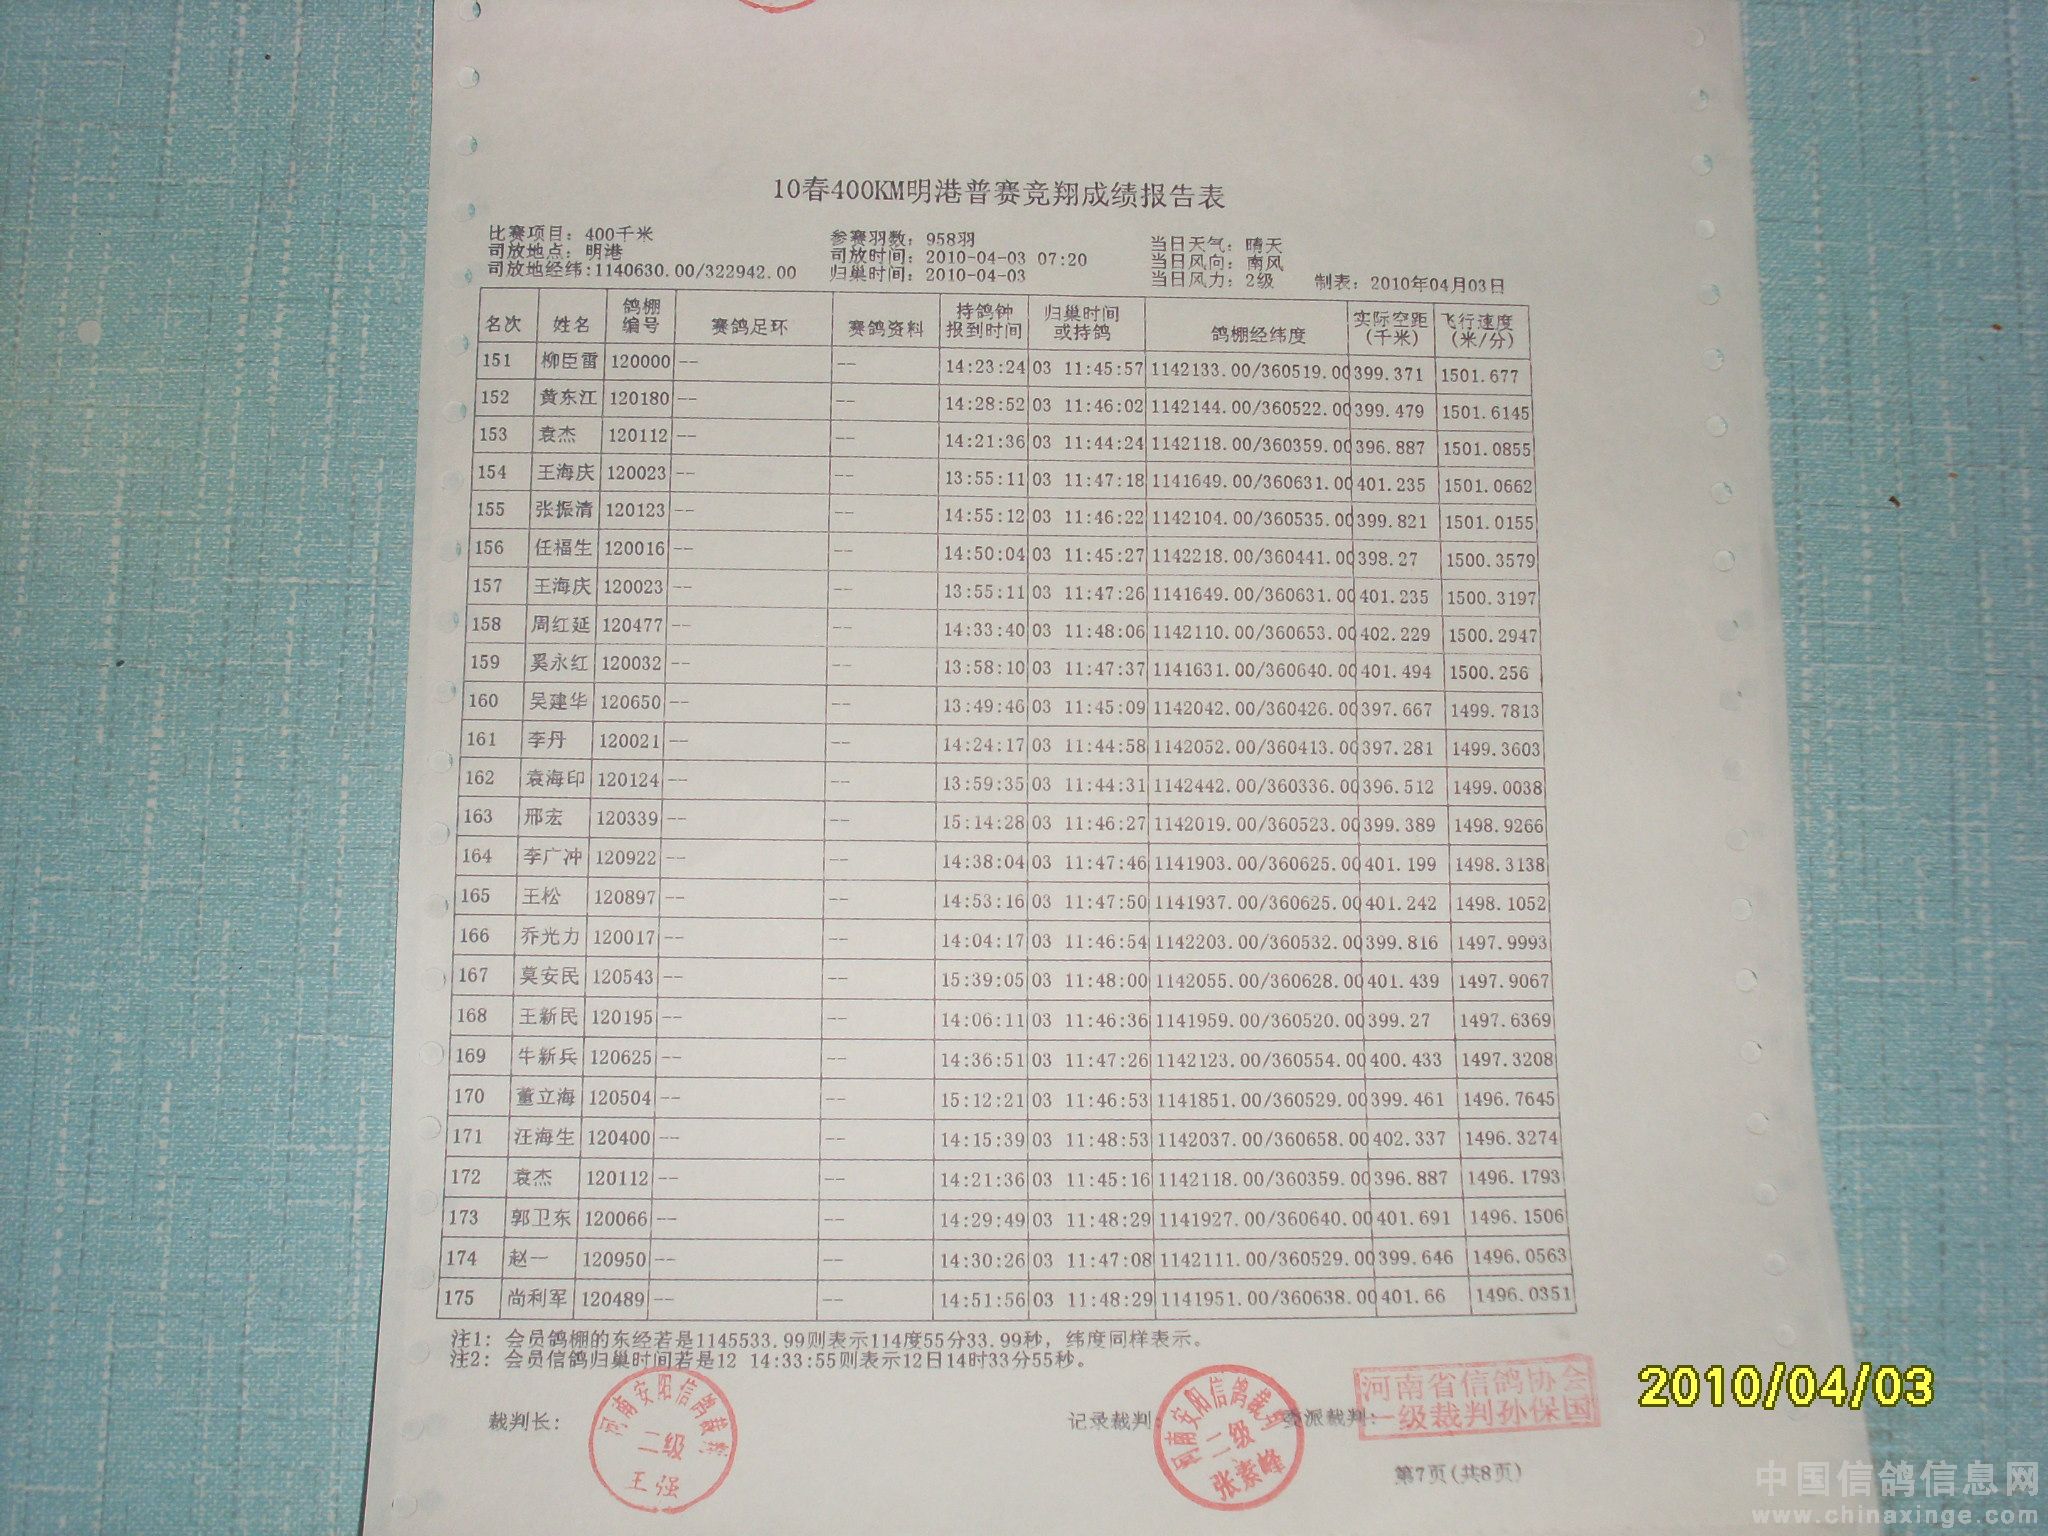 10春400KM明港普赛竞翔成绩报告表
比赛项目：400千米 参赛羽数：958羽 当日天气：晴天
司放地点：明港 司放时间：2010-04-03 07:20 当日风向：南风
司放地经纬:1140630.00/322942.00 归巢时间：2010-04-03 当日风力：2级 制表：2010年04月03日
名次 姓名 鸽棚编号 赛鸽足环 赛鸽资料 持鸽钟报到时间 归巢时间或持鸽 鸽棚经纬度 实际空距(千米) 飞行速度(米/分)
151 柳臣雷 120000 -- -- 14:23:24 03 11:45:57 1142133.00/360519.00 399.371 1501.677
152 黄东江 120180 -- -- 14:28:52 03 11:46:02 1142144.00/360522.00 399.479 1501.6145
153 袁杰 120112 -- -- 14:21:36 03 11:44:24 1142118.00/360359.00 396.887 1501.0855
154 王海庆 120023 -- -- 13:55:11 03 11:47:18 1141649.00/360631.00 401.235 1501.0662
155 张振清 120123 -- -- 14:55:12 03 11:46:22 1142104.00/360535.00 399.821 1501.0155
156 任福生 120016 -- -- 14:50:04 03 11:45:27 1142218.00/360441.00 398.27 1500.3579
157 王海庆 120023 -- -- 13:55:11 03 11:47:26 1141649.00/360631.00 401.235 1500.3197
158 周红延 120477 -- -- 14:33:40 03 11:48:06 1142110.00/360653.00 402.229 1500.2947
159 奚永红 120032 -- -- 13:58:10 03 11:47:37 1141631.00/360640.00 401.494 1500.256
160 吴建华 120650 -- -- 13:49:46 03 11:45:09 1142042.00/360426.00 397.667 1499.7813
161 李丹 120021 -- -- 14:24:17 03 11:44:58 1142052.00/360413.00 397.281 1499.3603
162 袁海印 120124 -- -- 13:59:35 03 11:44:31 1142442.00/360336.00 396.512 1499.0038
163 邢宏 120339 -- -- 15:14:28 03 11:46:27 1142019.00/360523.00 399.389 1498.9266
164 李广冲 120922 -- -- 14:38:04 03 11:47:46 1141903.00/360625.00 401.199 1498.3138
165 王松 120897 -- -- 14:53:16 03 11:47:50 1141937.00/360625.00 401.242 1498.1052
166 乔光力 120017 -- -- 14:04:17 03 11:46:54 1142203.00/360532.00 399.816 1497.9993
167 莫安民 120543 -- -- 15:39:05 03 11:48:00 1142055.00/360628.00 401.439 1497.9067
168 王新民 120195 -- -- 14:06:11 03 11:46:36 1141959.00/360520.00 399.27 1497.6369
169 牛新兵 120625 -- -- 14:36:51 03 11:47:26 1142123.00/360554.00 400.433 1497.3208
170 董立海 120504 -- -- 15:12:21 03 11:46:53 1141851.00/360529.00 399.461 1496.7645
171 汪海生 120400 -- -- 14:15:39 03 11:48:53 1142037.00/360658.00 402.337 1496.3274
172 袁杰 120112 -- -- 14:21:36 03 11:45:16 1142118.00/360359.00 396.887 1496.1793
173 郭卫东 120066 -- -- 14:29:49 03 11:48:29 1141927.00/360640.00 401.691 1496.1506
174 赵一 120950 -- -- 14:30:26 03 11:47:08 1142111.00/360529.00 399.646 1496.0563
175 尚利军 120489 -- -- 14:51:56 03 11:48:29 1141951.00/360638.00 401.66 1496.0351
注1：会员鸽棚的东经若是1145533.99则表示114度55分33.99秒，纬度同样表示。
注2：会员信鸽归巢时间若是12 14:33:55则表示12日14时33分55秒。
裁判长： 记录裁判： 委派裁判：
河南安阳信鸽裁判
二级
王强
河南安阳信鸽裁判
二级
张素峰
河南省信鸽协会
一级裁判孙保国
第7页(共8页)
2010/04/03
中国信鸽信息网
www.chinaxinge.com